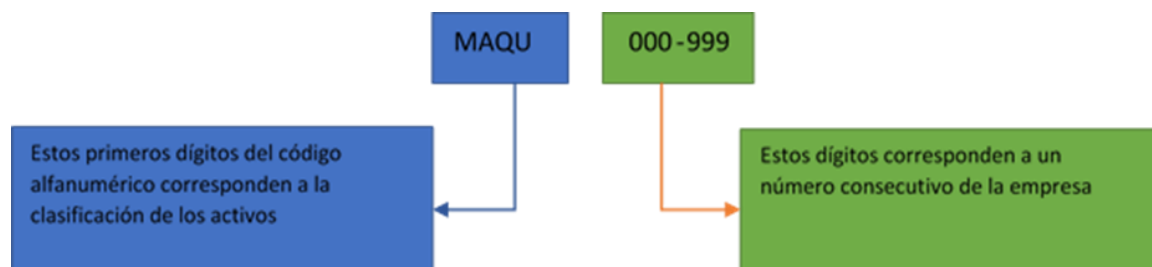 MAQU
000-999
Estos primeros dígitos del código
alfanumérico corresponden a la
clasificación de los activos
Estos dígitos corresponden a un
número consecutivo de la empresa